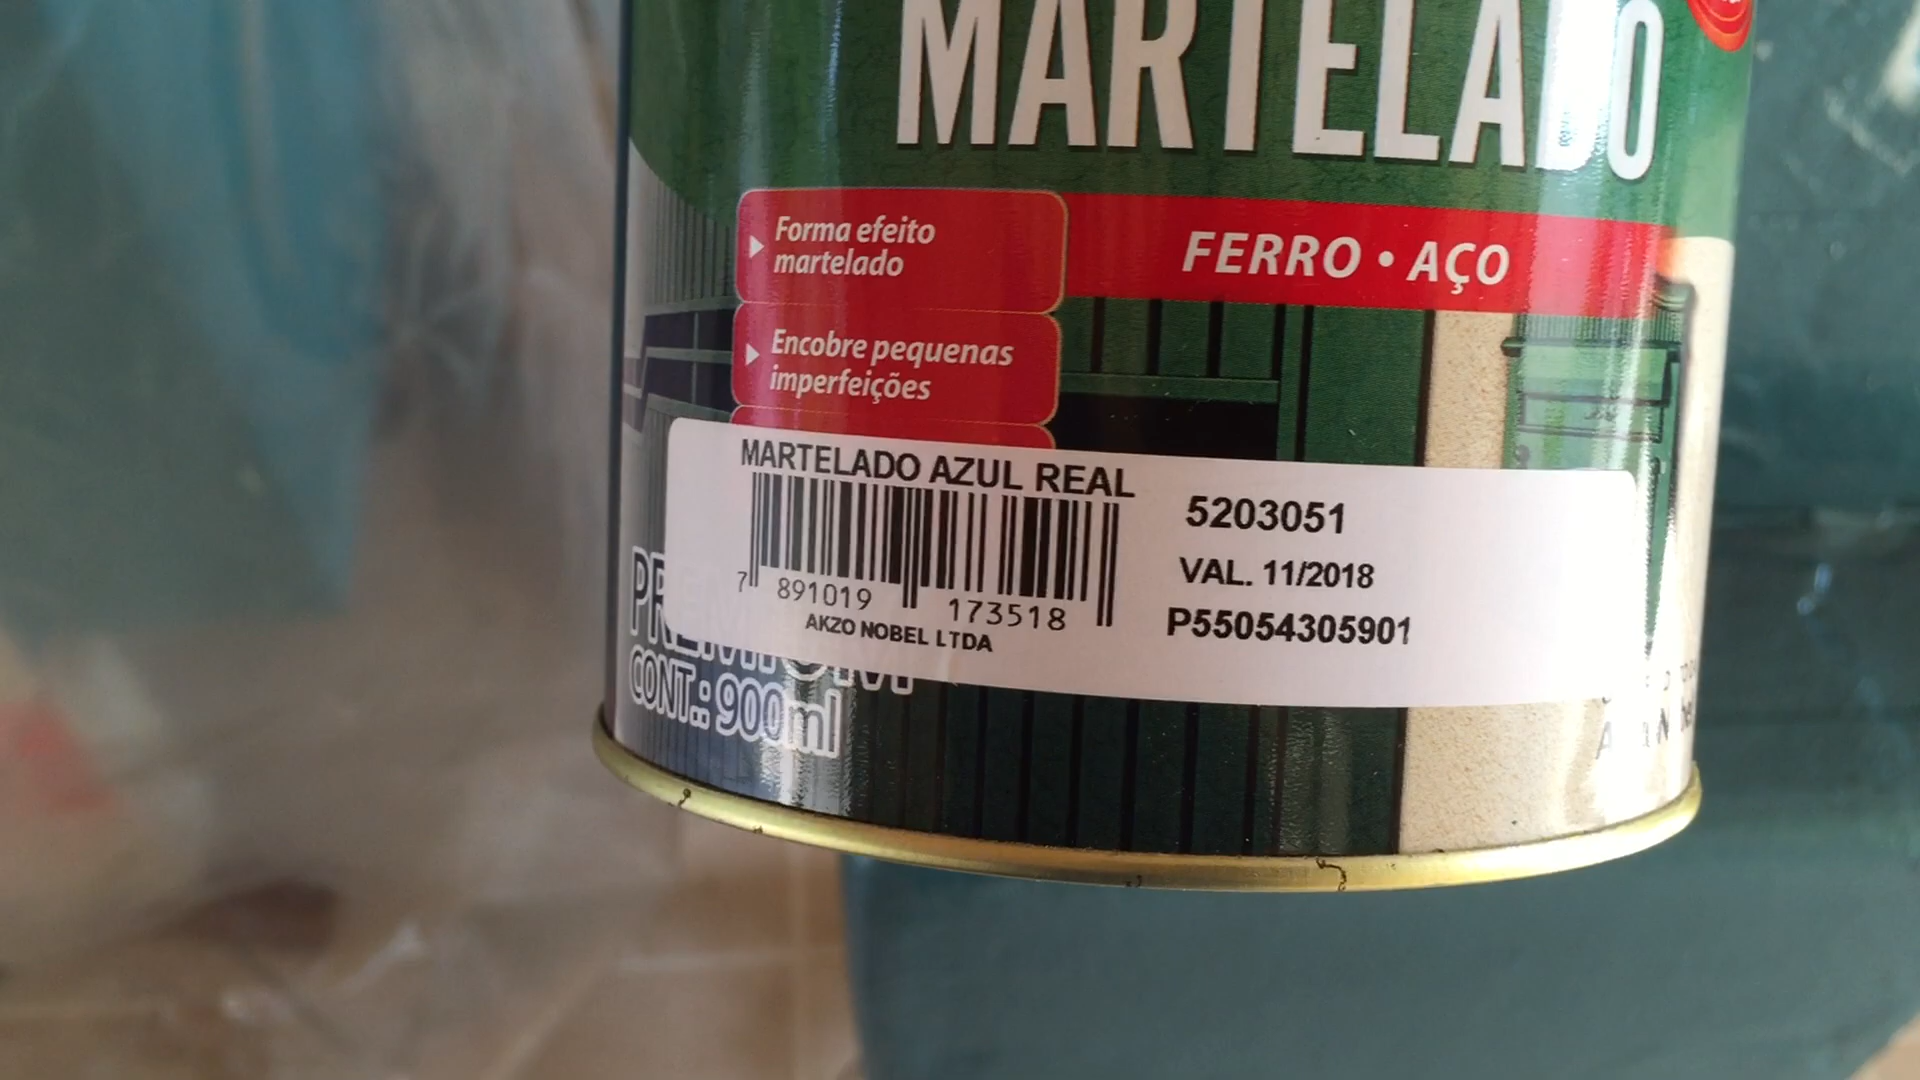 MARTELADO
FERRO • AÇO
Forma efeito
martelado
Encobre pequenas
imperfeições
MARTELADO AZUL REAL
7 891019 173518
AKZO NOBEL LTDA
5203051
VAL. 11/2018
P55054305901
PREMIUM
CONT.: 900ml